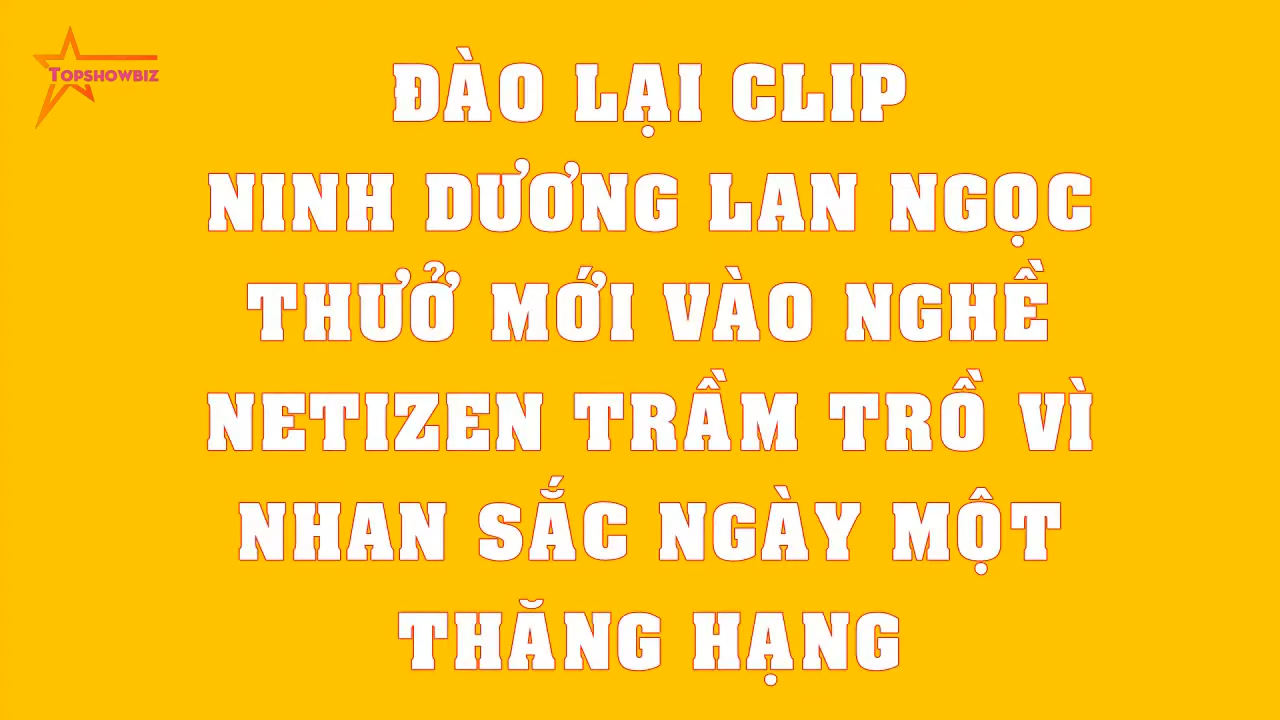 TOPSHOWBIZ
ĐÀO LẠI CLIP
NINH DƯƠNG LAN NGỌC
THƯỞ MỚI VÀO NGHỀ
NETIZEN TRẦM TRỒ VÌ
NHAN SẮC NGÀY MỘT
THĂNG HẠNG